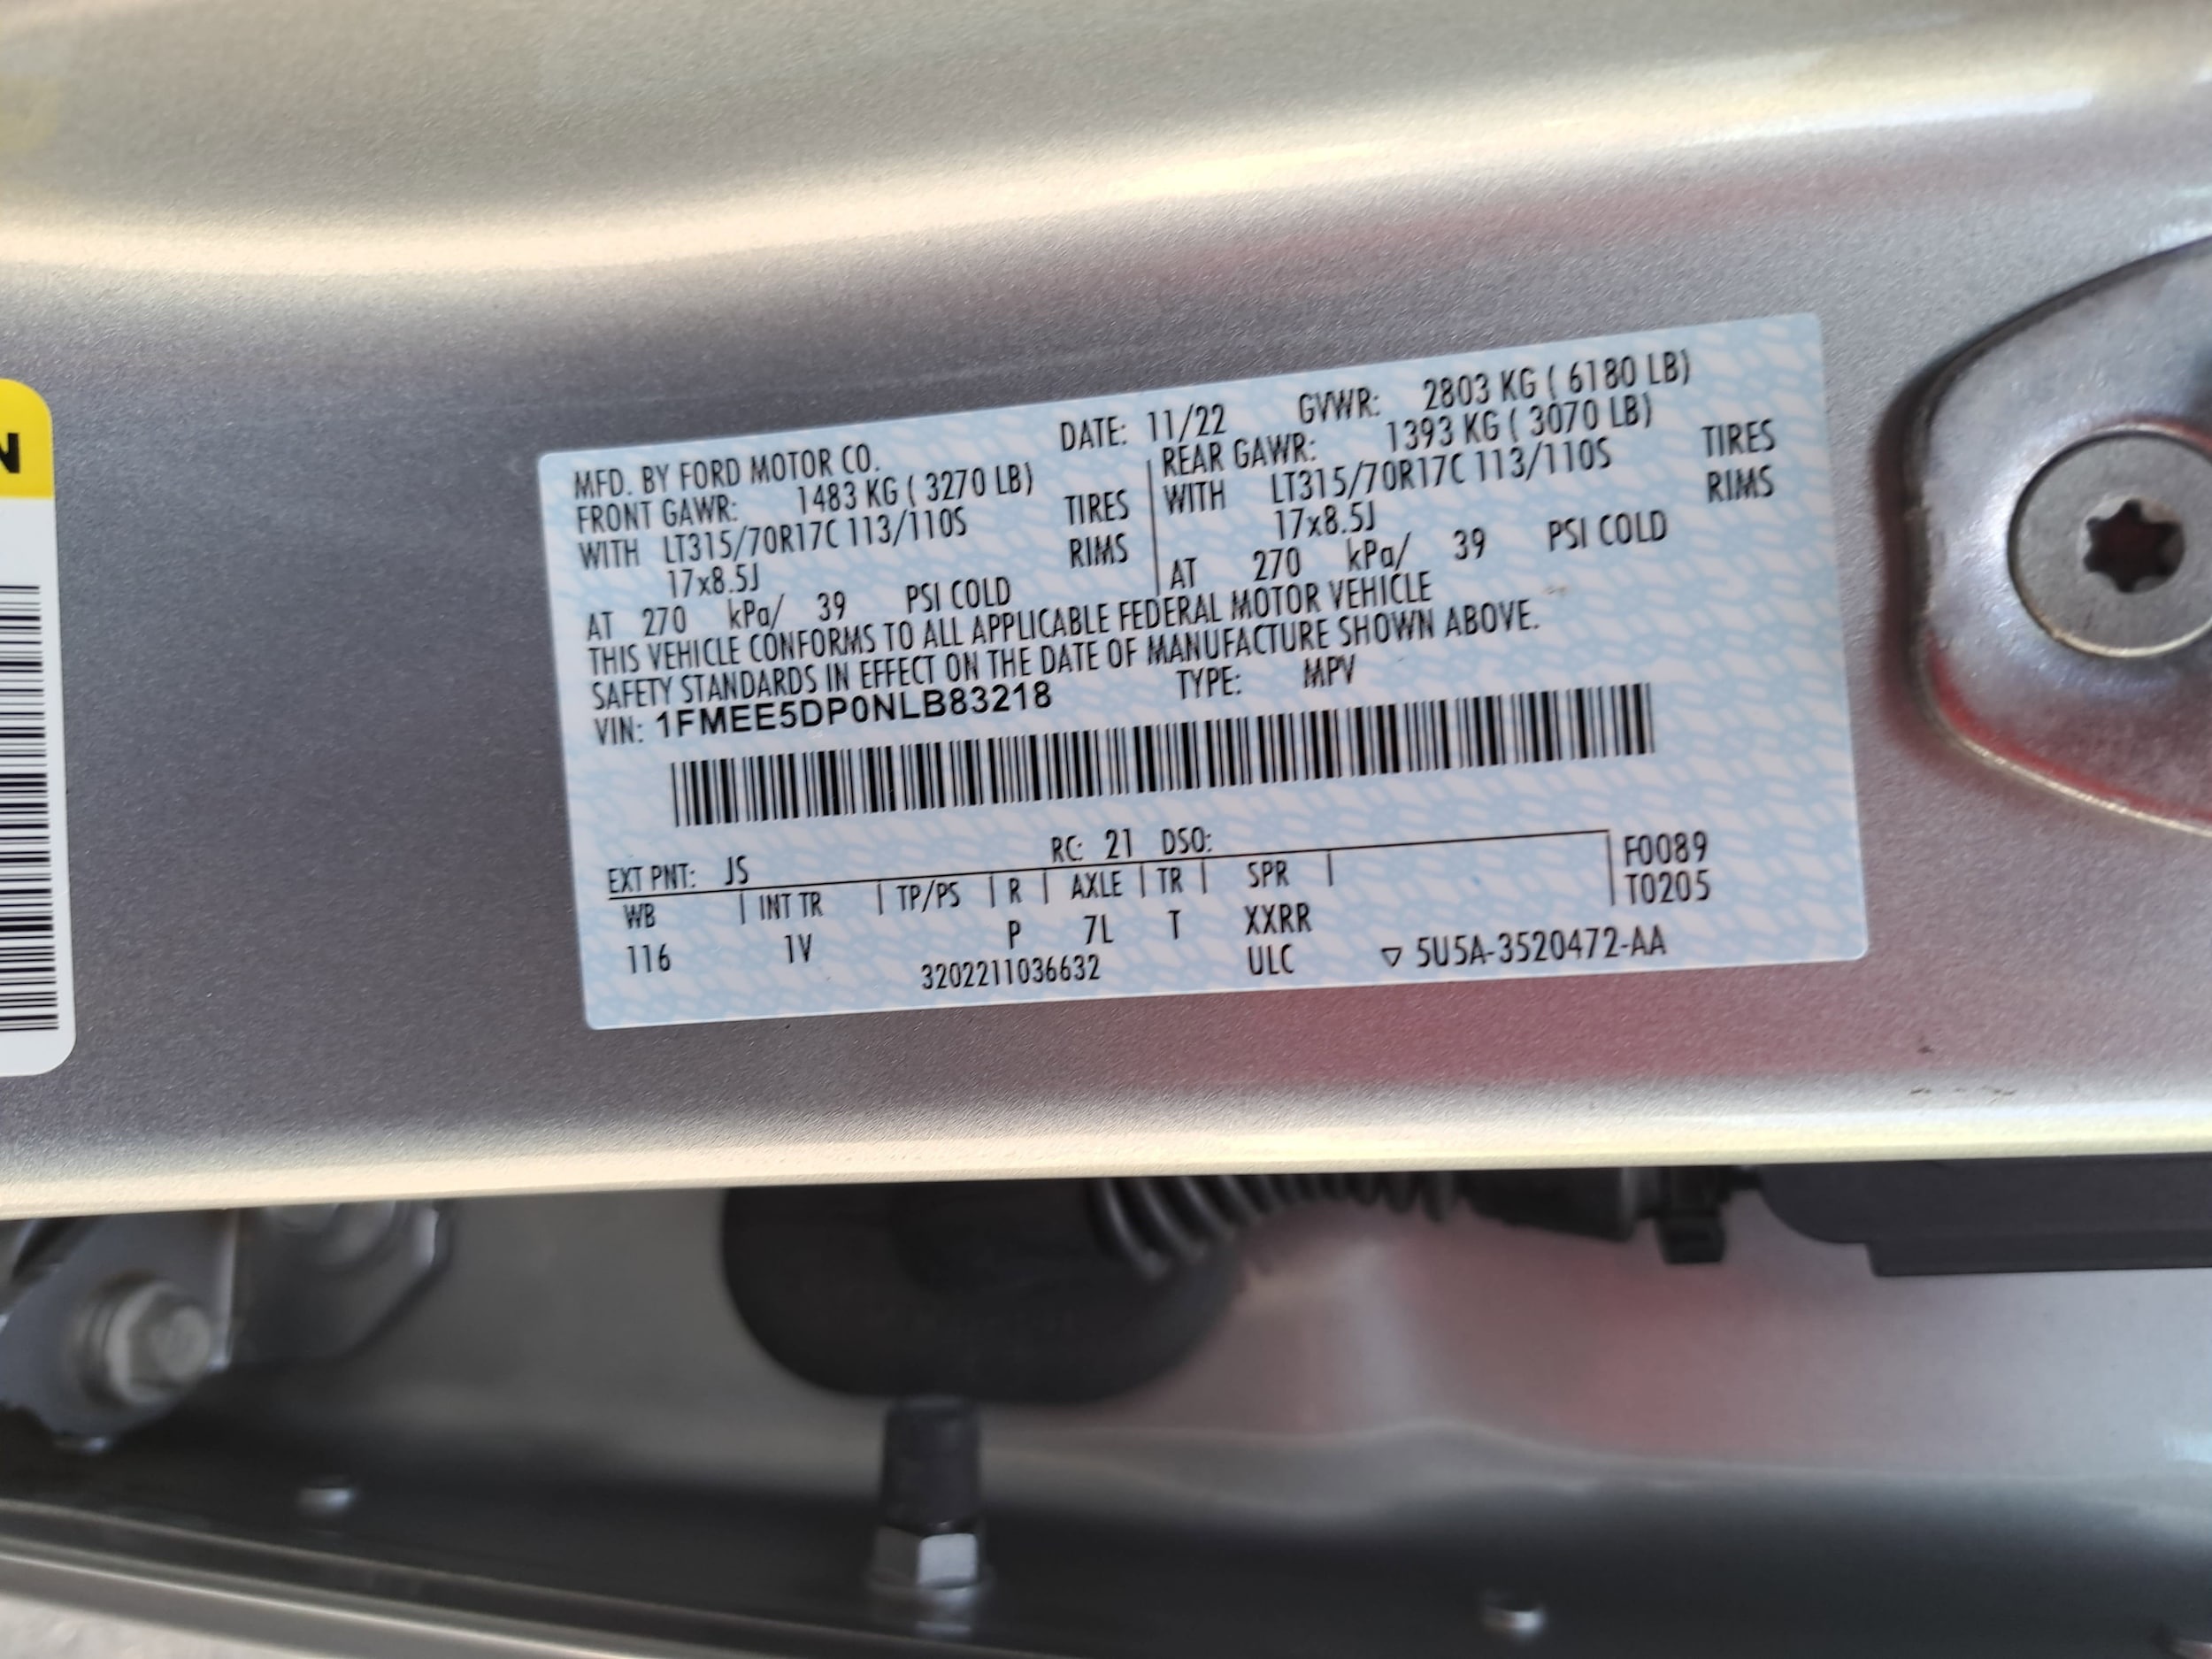 N
MFD. BY FORD MOTOR CO. DATE: 11/22 GVWR: 2803 KG ( 6180 LB)
FRONT GAWR: 1483 KG ( 3270 LB) REAR GAWR: 1393 KG ( 3070 LB)
WITH LT315/70R17C 113/110S TIRES WITH LT315/70R17C 113/110S TIRES
17x8.5J RIMS 17x8.5J RIMS
AT 270 kPa/ 39 PSI COLD AT 270 kPa/ 39 PSI COLD
THIS VEHICLE CONFORMS TO ALL APPLICABLE FEDERAL MOTOR VEHICLE
SAFETY STANDARDS IN EFFECT ON THE DATE OF MANUFACTURE SHOWN ABOVE.
VIN: 1FMEE5DP0NLB83218 TYPE: MPV
EXT PNT: JS RC: 21 DSO: F0089
WB INT TR TP/PS R AXLE TR SPR T0205
116 1V P 7L T XXRR
3202211036632 ULC ▽ 5U5A-3520472-AA